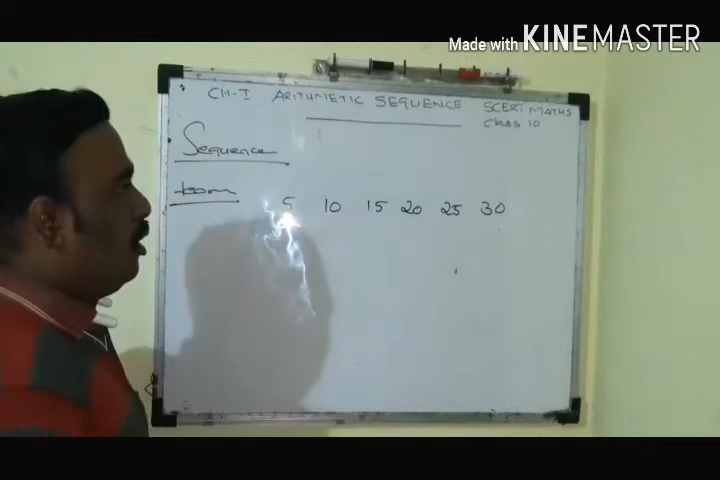 Made with KINEMASTER
CH-I ARITHMETIC SEQUENCE SCERT MATHS
Class 10
Sequence
term
5 10 15 20 25 30